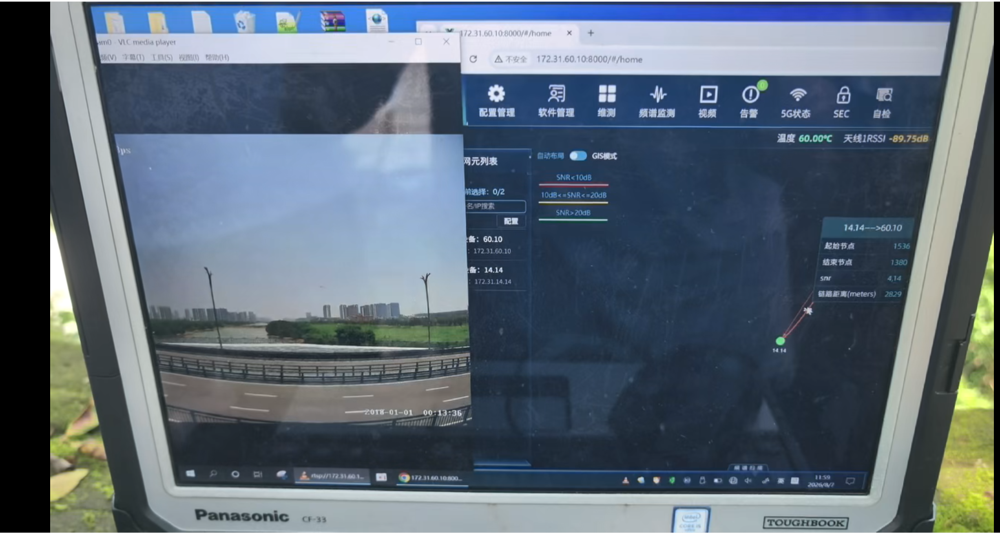 VLC media player
172.31.60.10:8000/#/home
字幕(T) 工具(S) 视图(I) 帮助(H)
不安全 172.31.60.10:8000/#/home
配置管理 软件管理 维测 频谱监测 视频 告警 5G状态 SEC 自检
0
温度 60.00℃ 天线1RSSI -89.75dB
网元列表
自动布局 GIS模式
SNR<10dB
10dB<=SNR<=20dB
SNR>20dB
前选择: 0/2
名/IP搜索
配置
备: 60.10
: 172.31.60.10
备: 14.14
: 172.31.14.14
14.14-->60.10
起始节点 1536
结束节点 1380
snr 4,14
链路距离(meters) 2829
14.14
2018-01-01 00:13:36
rtsp://172.31.60.1...
172.31.60.10:800...
英
11:59
2026/8/7
Panasonic CF-33
intel
CORE i5
TOUGHBOOK